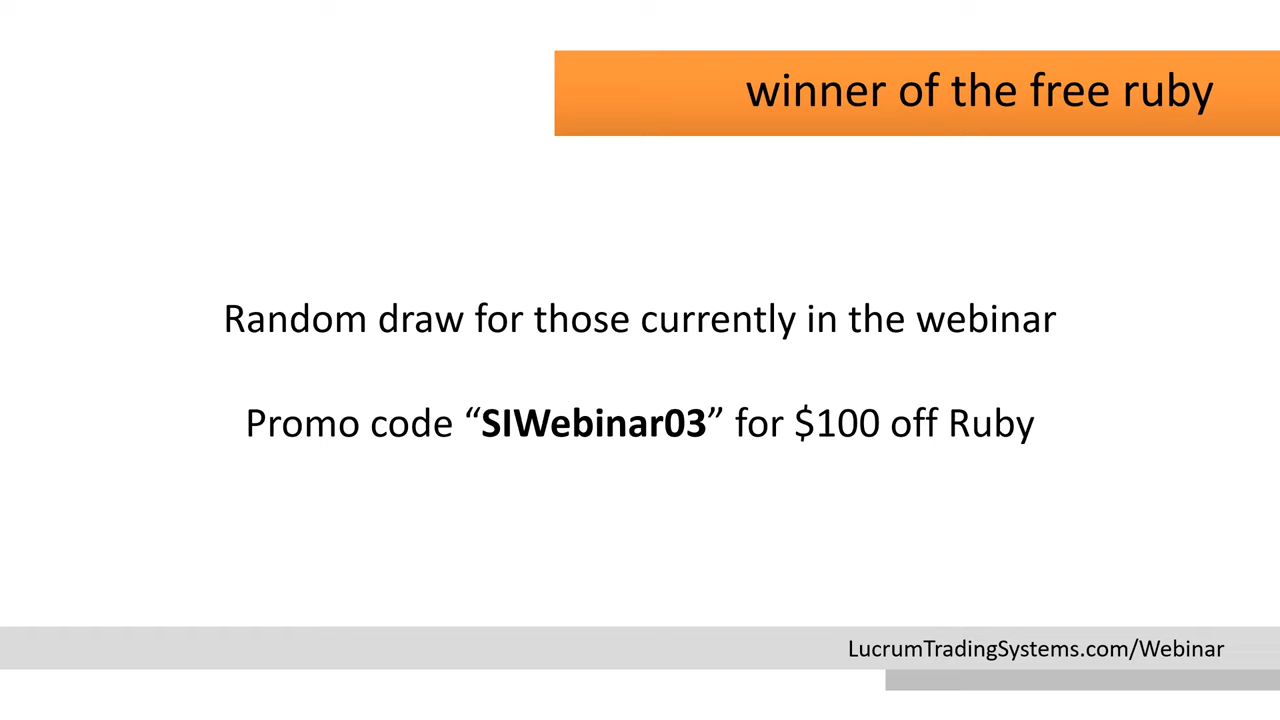 winner of the free ruby
Random draw for those currently in the webinar
Promo code “SIWebinar03” for $100 off Ruby
LucrumTradingSystems.com/Webinar